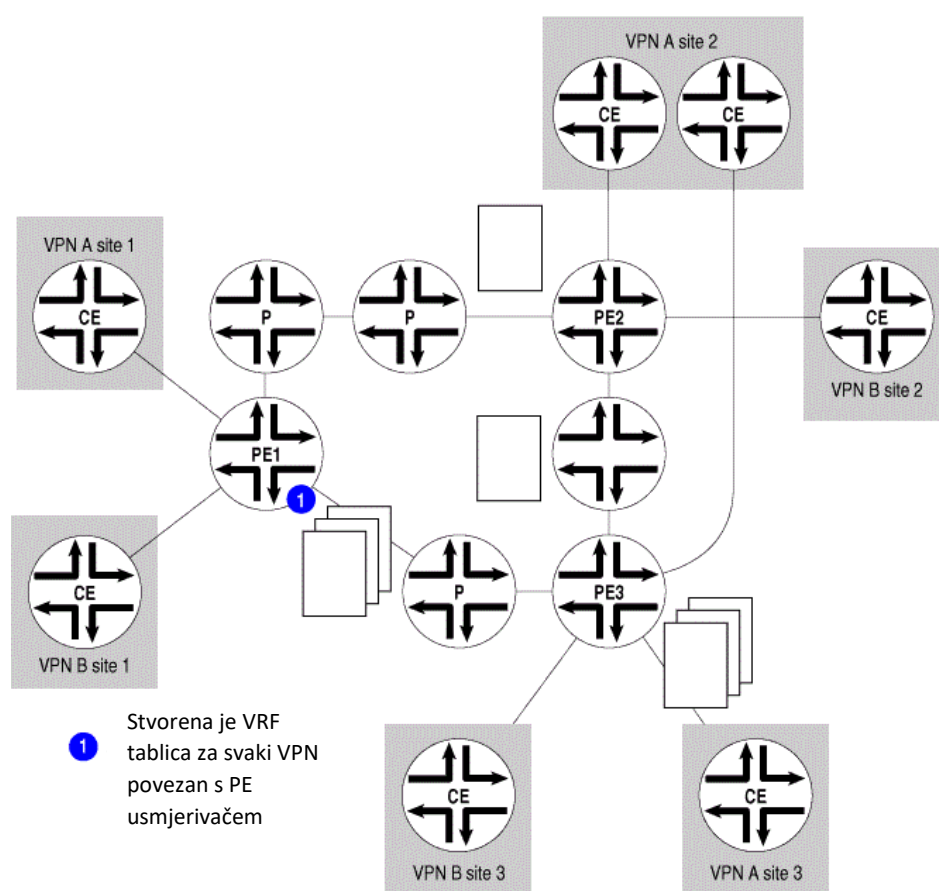 VPN A site 2
CE
CE
VPN A site 1
CE
P
P
PE2
CE
VPN B site 2
PE1
1
CE
VPN B site 1
P
PE3
1
Stvorena je VRF
tablica za svaki VPN
povezan s PE
usmjerivačem
CE
VPN B site 3
CE
VPN A site 3